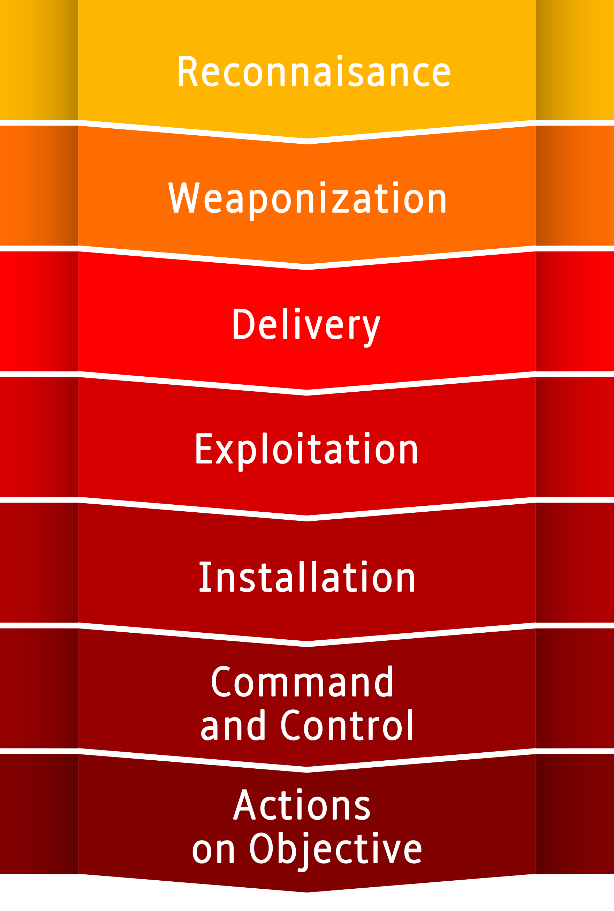 Reconnaisance
Weaponization
Delivery
Exploitation
Installation
Command
and Control
Actions
on Objective